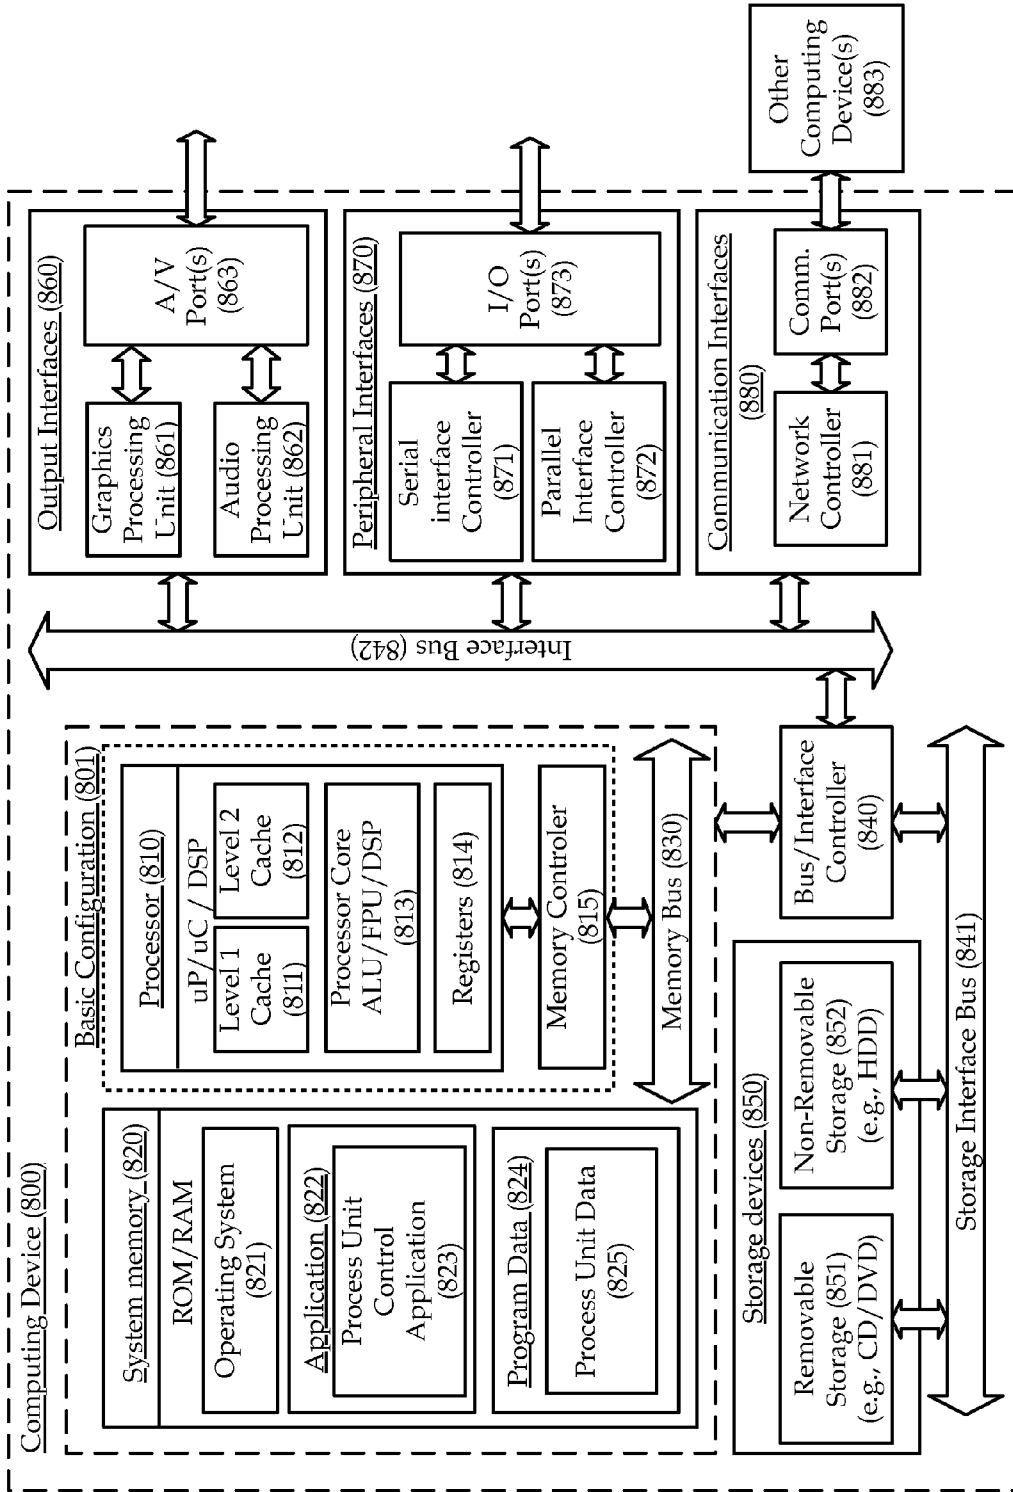 Computing Device (800)
Basic Configuration (801)
System memory (820)
ROM/RAM
Operating System
(821)
Application (822)
Process Unit
Control
Application
(823)
Program Data (824)
Process Unit Data
(825)
Processor (810)
uP/uC / DSP
Level 1
Cache
(811)
Level 2
Cache
(812)
Processor Core
ALU/FPU/DSP
(813)
Registers (814)
Memory Controler
(815)
Memory Bus (830)
Storage devices (850)
Removable
Storage (851)
(e.g., CD/DVD)
Non-Removable
Storage (852)
(e.g., HDD)
Bus/Interface
Controller
(840)
Storage Interface Bus (841)
Interface Bus (842)
Output Interfaces (860)
Graphics
Processing
Unit (861)
Audio
Processing
Unit (862)
A/V
Port(s)
(863)
Peripheral Interfaces (870)
Serial
interface
Controller
(871)
Parallel
Interface
Controller
(872)
I/O
Port(s)
(873)
Communication Interfaces
(880)
Network
Controller
(881)
Comm.
Port(s)
(882)
Other
Computing
Device(s)
(883)